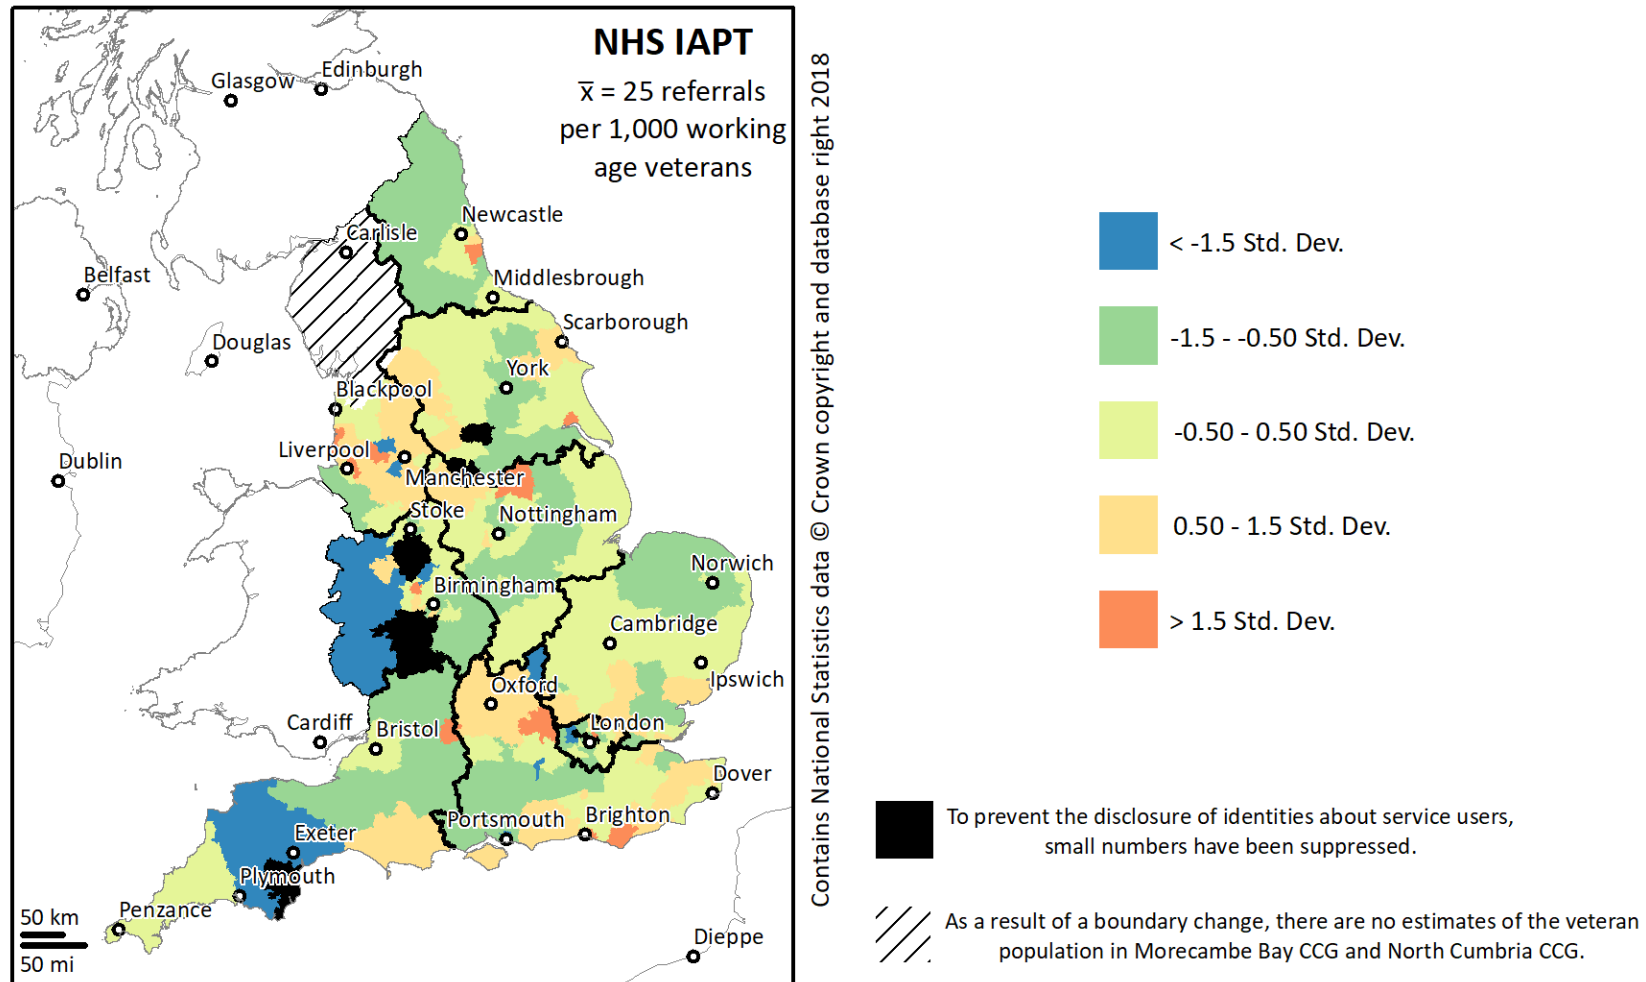 NHS IAPT
x̅ = 25 referrals
per 1,000 working
age veterans
Glasgow
Edinburgh
Newcastle
Carlisle
Belfast
Middlesbrough
Scarborough
Douglas
York
Blackpool
Liverpool
Dublin
Manchester
Stoke
Nottingham
Norwich
Birmingham
Cambridge
Ipswich
Oxford
Cardiff
Bristol
London
Dover
Portsmouth
Brighton
Exeter
Plymouth
Penzance
Dieppe
50 km
50 mi
Contains National Statistics data © Crown copyright and database right 2018
< -1.5 Std. Dev.
-1.5 - -0.50 Std. Dev.
-0.50 - 0.50 Std. Dev.
0.50 - 1.5 Std. Dev.
> 1.5 Std. Dev.
To prevent the disclosure of identities about service users,
small numbers have been suppressed.
As a result of a boundary change, there are no estimates of the veteran
population in Morecambe Bay CCG and North Cumbria CCG.